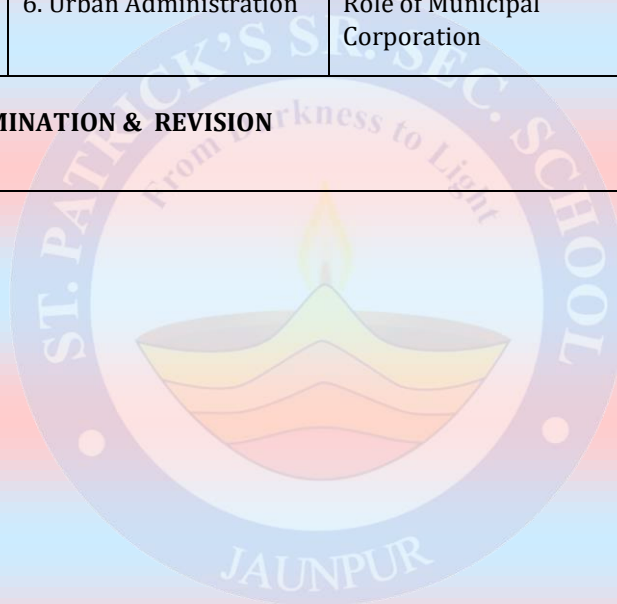 6. Urban Administration
Role of Municipal
Corporation
MINATION & REVISION
ST. PATRICK'S SR. SEC. SCHOOL
From Darkness to Light
JAUNPUR